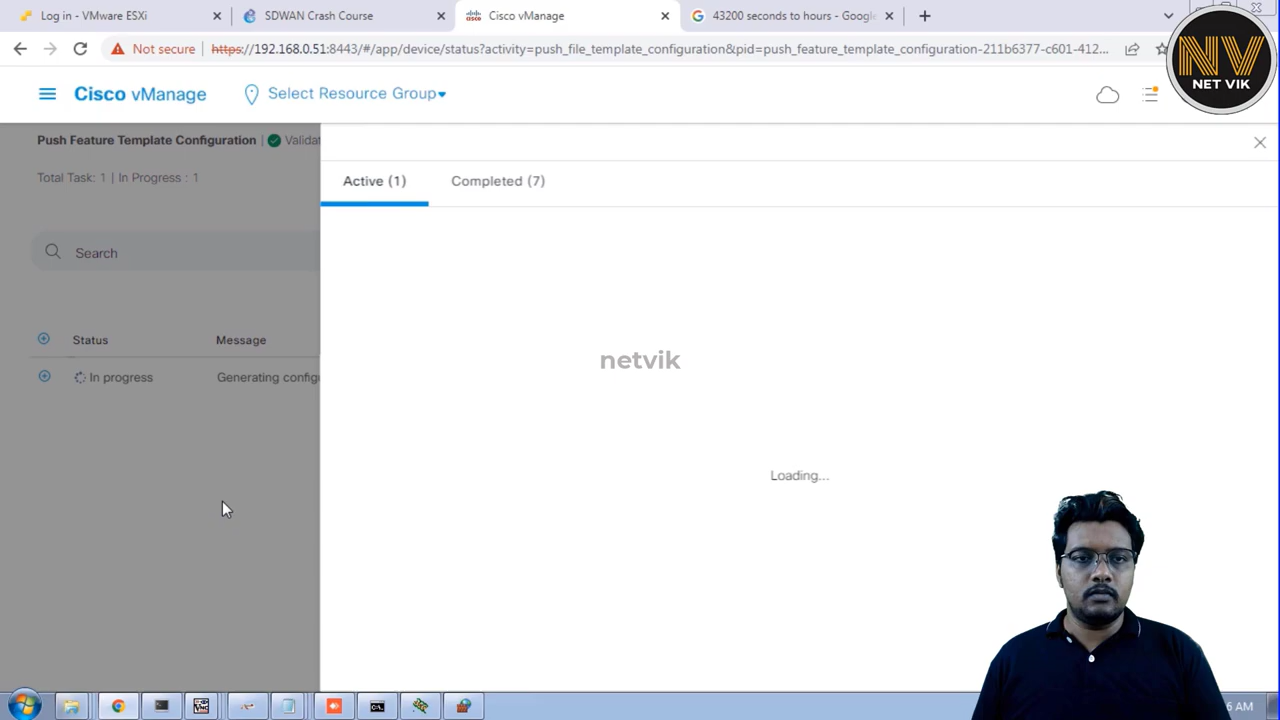 Log in - VMware ESXi
SDWAN Crash Course
Cisco vManage
43200 seconds to hours - Google
Not secure
https://192.168.0.51:8443/#/app/device/status?activity=push_file_template_configuration&pid=push_feature_template_configuration-211b6377-c601-412...
NV
NET VIK
Cisco vManage
Select Resource Group
Push Feature Template Configuration | Validat
Total Task: 1 | In Progress : 1
Active (1)
Completed (7)
Search
Status
Message
netvik
In progress
Generating config
Loading...
AM